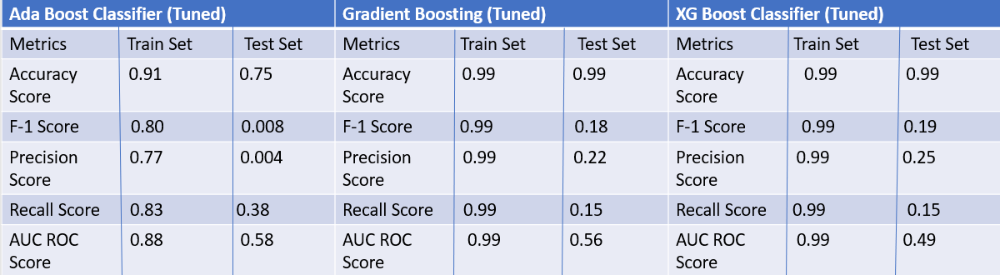 Ada Boost Classifier (Tuned) Gradient Boosting (Tuned) XG Boost Classifier (Tuned)
Metrics Train Set Test Set Metrics Train Set Test Set Metrics Train Set Test Set
Accuracy Score 0.91 0.75 Accuracy Score 0.99 0.99 Accuracy Score 0.99 0.99
F-1 Score 0.80 0.008 F-1 Score 0.99 0.18 F-1 Score 0.99 0.19
Precision Score 0.77 0.004 Precision Score 0.99 0.22 Precision Score 0.99 0.25
Recall Score 0.83 0.38 Recall Score 0.99 0.15 Recall Score 0.99 0.15
AUC ROC Score 0.88 0.58 AUC ROC Score 0.99 0.56 AUC ROC Score 0.99 0.49